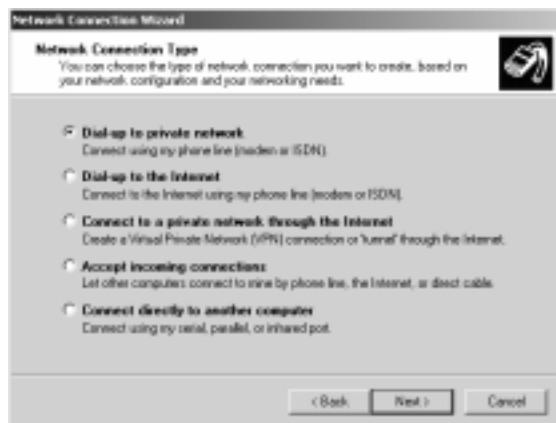 Network Connection Wizard
Network Connection Type
You can choose the type of network connection you want to create, based on
your network configuration and your networking needs.
Dial-up to private network
Connect using my phone line (modem or ISDN).
Dial-up to the Internet
Connect to the Internet using my phone line (modem or ISDN).
Connect to a private network through the Internet
Create a Virtual Private Network (VPN) connection or 'tunnel' through the Internet.
Accept incoming connections
Let other computers connect to mine by phone line, the Internet, or direct cable.
Connect directly to another computer
Connect using my serial, parallel, or infrared port.
< Back
Next >
Cancel